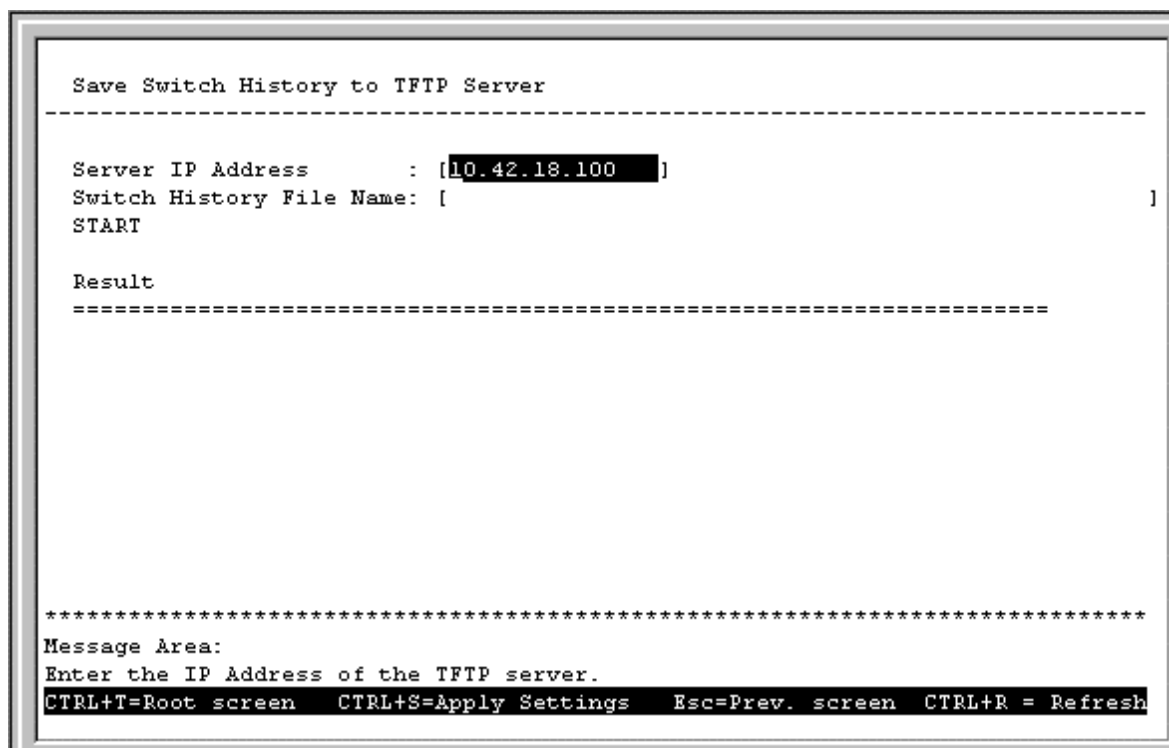 Save Switch History to TFTP Server
-------------------------------------------------------------------------------
Server IP Address       : [10.42.18.100   ]
Switch History File Name: [                                                  ]
START
Result
======================================================================
*******************************************************************************
Message Area:
Enter the IP Address of the TFTP server.
CTRL+T=Root screen   CTRL+S=Apply Settings   Esc=Prev. screen  CTRL+R = Refresh